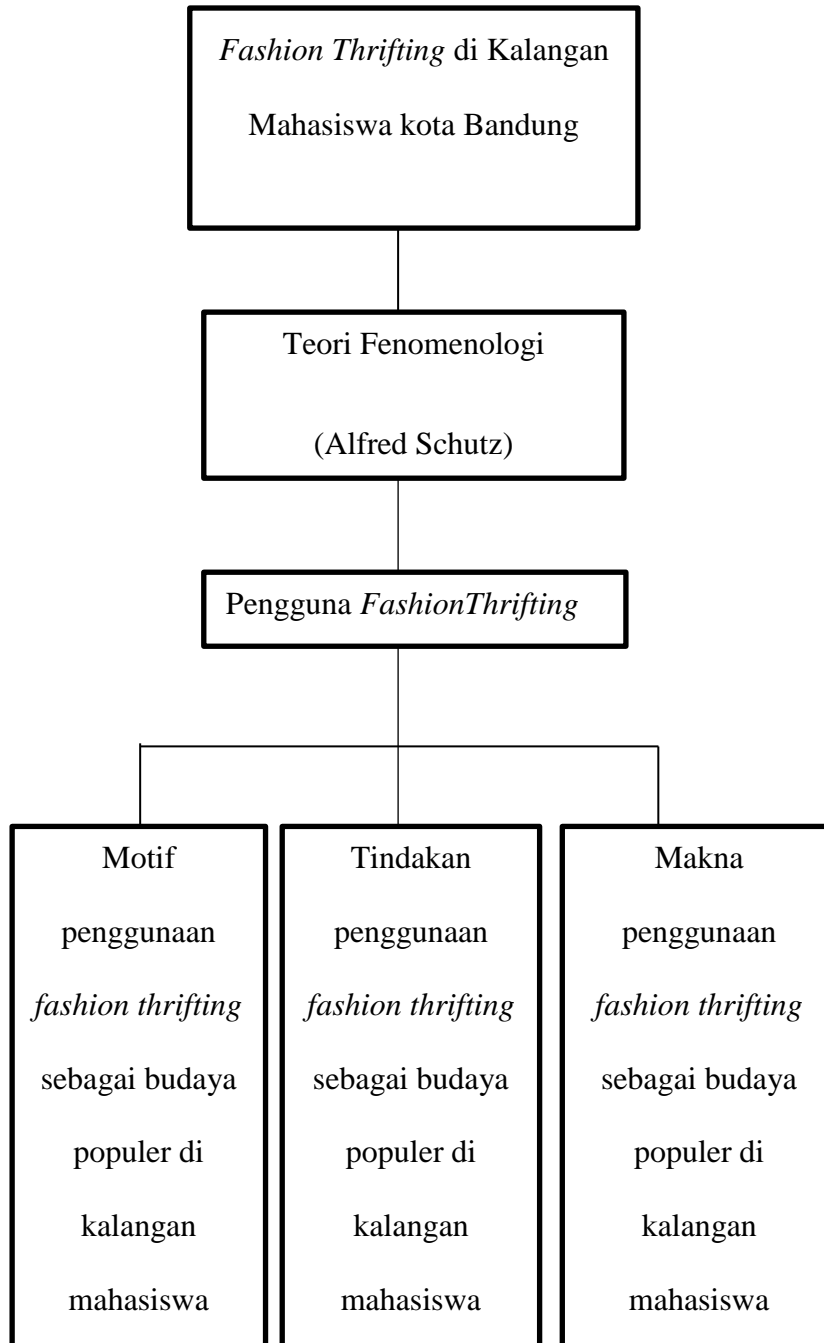 Fashion Thrifting di Kalangan
Mahasiswa kota Bandung
Teori Fenomenologi
(Alfred Schutz)
Pengguna FashionThrifting
Motif
penggunaan
fashion thrifting
sebagai budaya
populer di
kalangan
mahasiswa
Tindakan
penggunaan
fashion thrifting
sebagai budaya
populer di
kalangan
mahasiswa
Makna
penggunaan
fashion thrifting
sebagai budaya
populer di
kalangan
mahasiswa